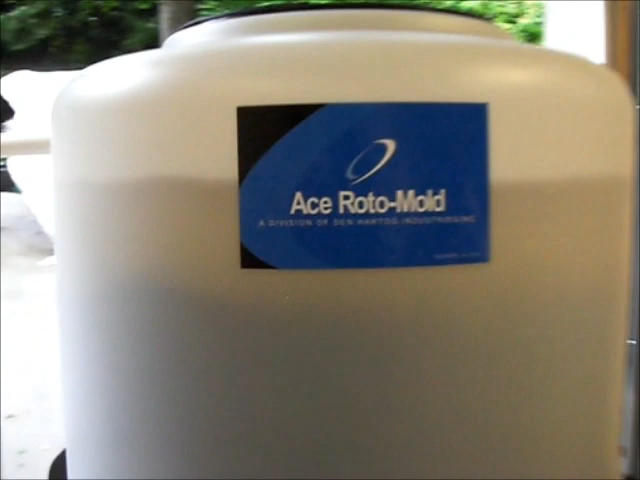 Ace Roto-Mold
A DIVISION OF DEN HARTOG INDUSTRIES INC